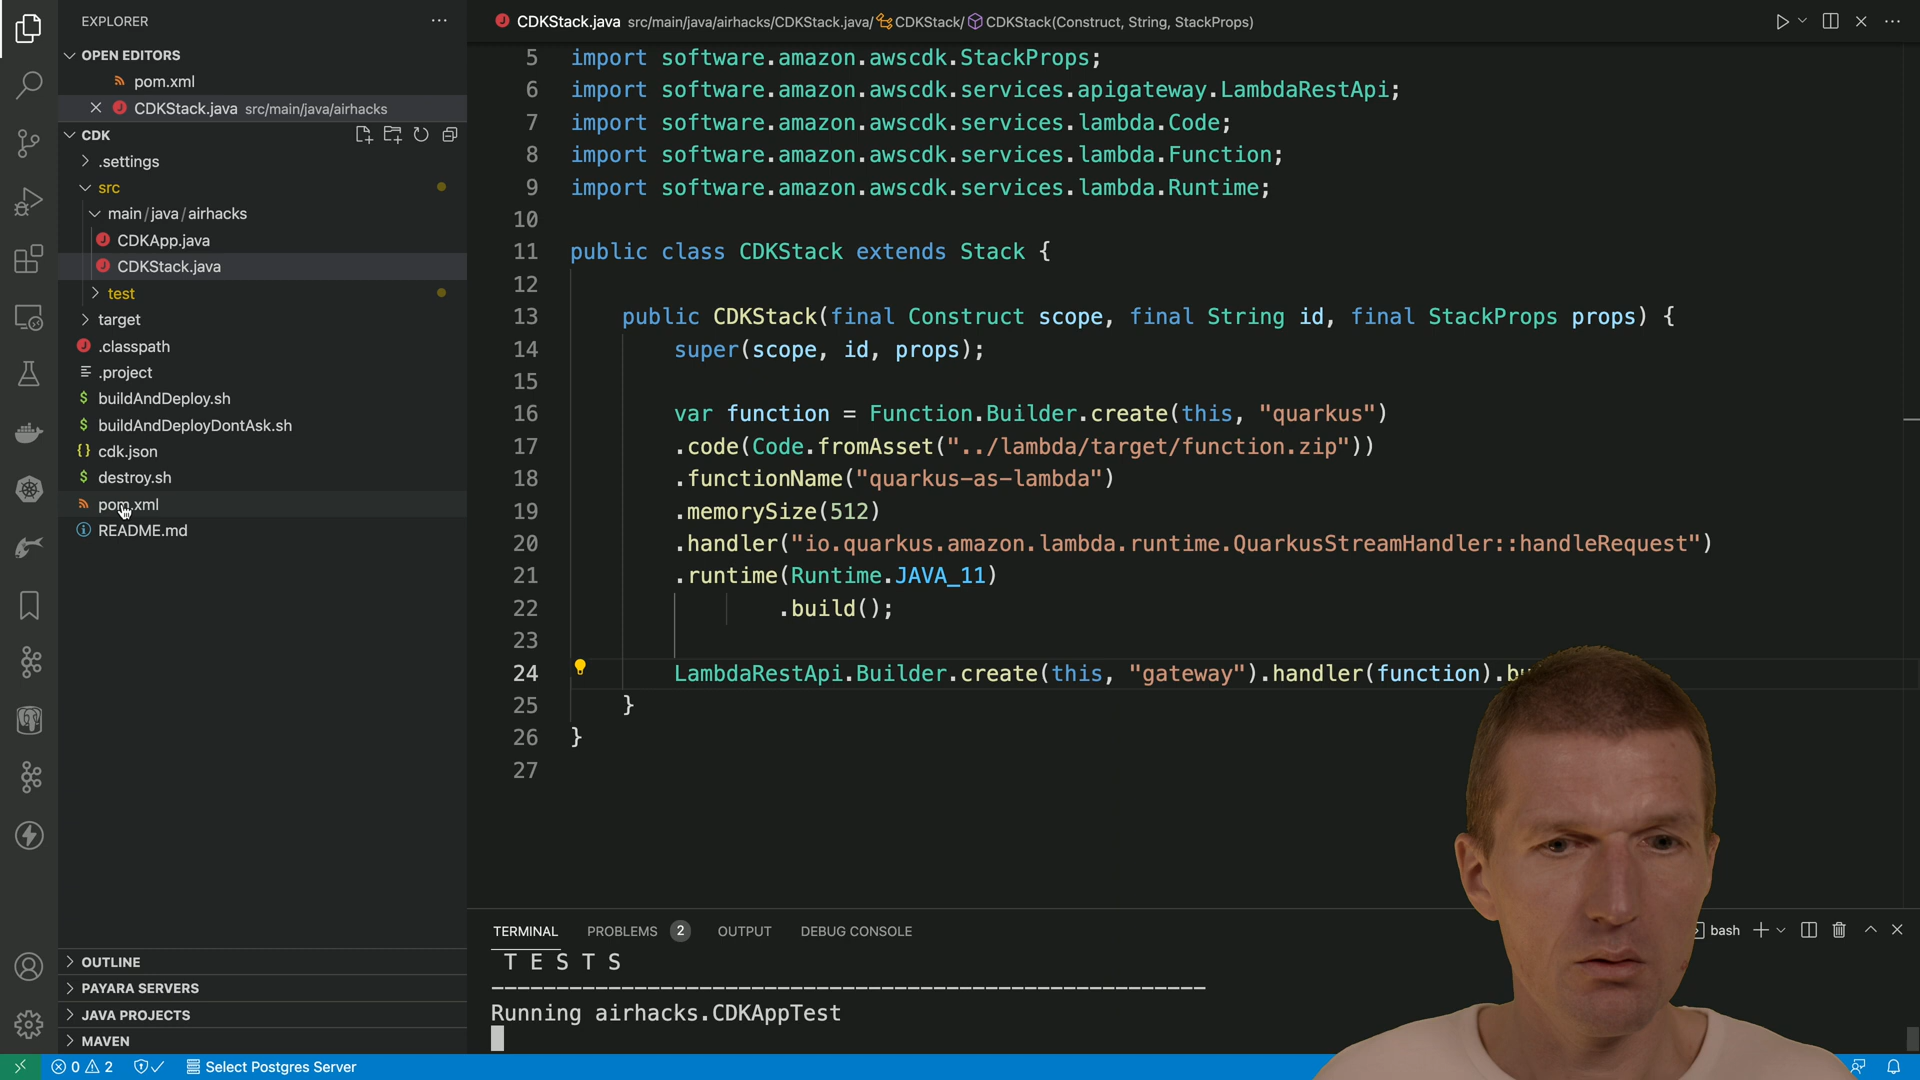 EXPLORER
OPEN EDITORS
pom.xml
CDKStack.java src/main/java/airhacks
CDK
.settings
src
main/java/airhacks
CDKApp.java
CDKStack.java
test
target
.classpath
.project
buildAndDeploy.sh
buildAndDeployDontAsk.sh
cdk.json
destroy.sh
pom.xml
README.md
OUTLINE
PAYARA SERVERS
JAVA PROJECTS
MAVEN
CDKStack.java src/main/java/airhacks/CDKStack.java/ CDKStack/ CDKStack(Construct, String, StackProps)
5 import software.amazon.awscdk.StackProps;
6 import software.amazon.awscdk.services.apigateway.LambdaRestApi;
7 import software.amazon.awscdk.services.lambda.Code;
8 import software.amazon.awscdk.services.lambda.Function;
9 import software.amazon.awscdk.services.lambda.Runtime;
10
11 public class CDKStack extends Stack {
12
13 public CDKStack(final Construct scope, final String id, final StackProps props) {
14 super(scope, id, props);
15
16 var function = Function.Builder.create(this, "quarkus")
17 .code(Code.fromAsset("../lambda/target/function.zip"))
18 .functionName("quarkus-as-lambda")
19 .memorySize(512)
20 .handler("io.quarkus.amazon.lambda.runtime.QuarkusStreamHandler::handleRequest")
21 .runtime(Runtime.JAVA_11)
22 .build();
23
24 LambdaRestApi.Builder.create(this, "gateway").handler(function).bu
25 }
26 }
27
TERMINAL PROBLEMS 2 OUTPUT DEBUG CONSOLE bash
T E S T S
-------------------------------------------------------
Running airhacks.CDKAppTest
0 2 Select Postgres Server